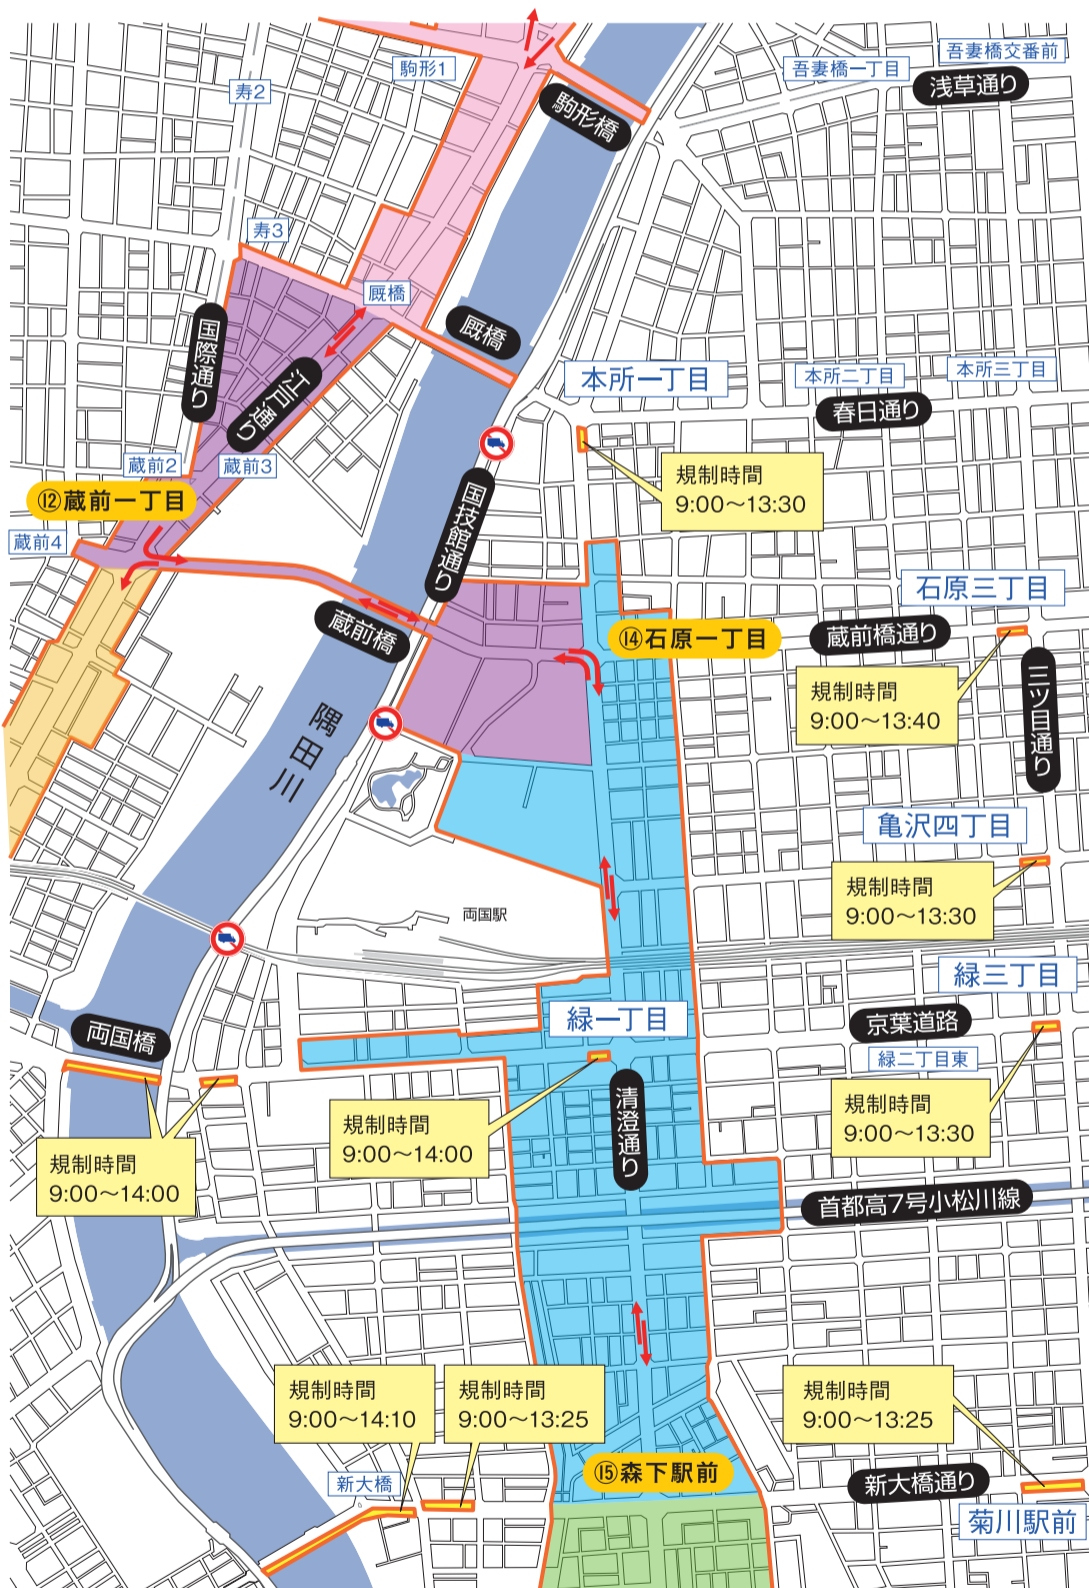 吾妻橋交番前
駒形1
吾妻橋一丁目
浅草通り
寿2
駒形橋
寿3
厩橋
国際通り
厩橋
江戸通り
本所一丁目
本所二丁目
本所三丁目
春日通り
蔵前2
蔵前3
規制時間
9:00〜13:30
⑫蔵前一丁目
国技館通り
蔵前4
石原三丁目
蔵前橋
⑭石原一丁目
蔵前橋通り
規制時間
9:00〜13:40
三ツ目通り
隅田川
亀沢四丁目
規制時間
9:00〜13:30
両国駅
緑三丁目
緑一丁目
京葉道路
両国橋
緑二丁目東
清澄通り
規制時間
9:00〜14:00
規制時間
9:00〜13:30
規制時間
9:00〜14:00
首都高7号小松川線
規制時間
9:00〜14:10
規制時間
9:00〜13:25
規制時間
9:00〜13:25
⑮森下駅前
新大橋
新大橋通り
菊川駅前